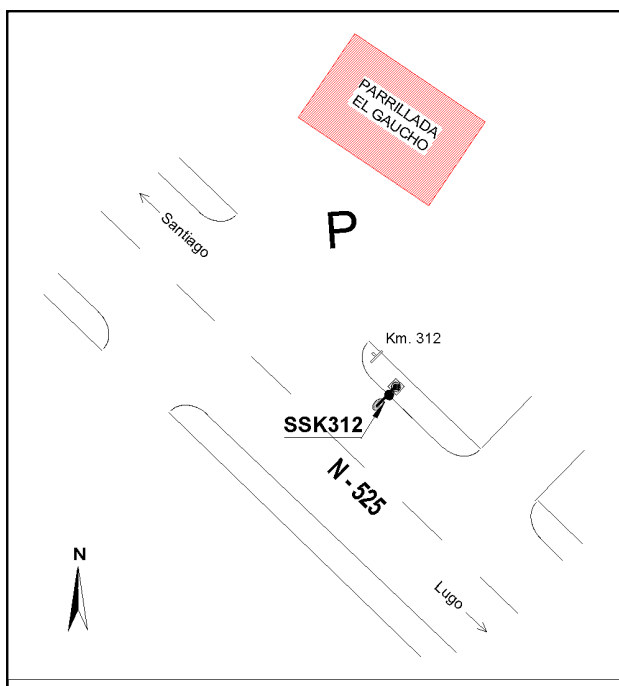 PARRILLADA
EL GAUCHO
Santiago
P
Km. 312
SSK312
N - 525
N
Lugo